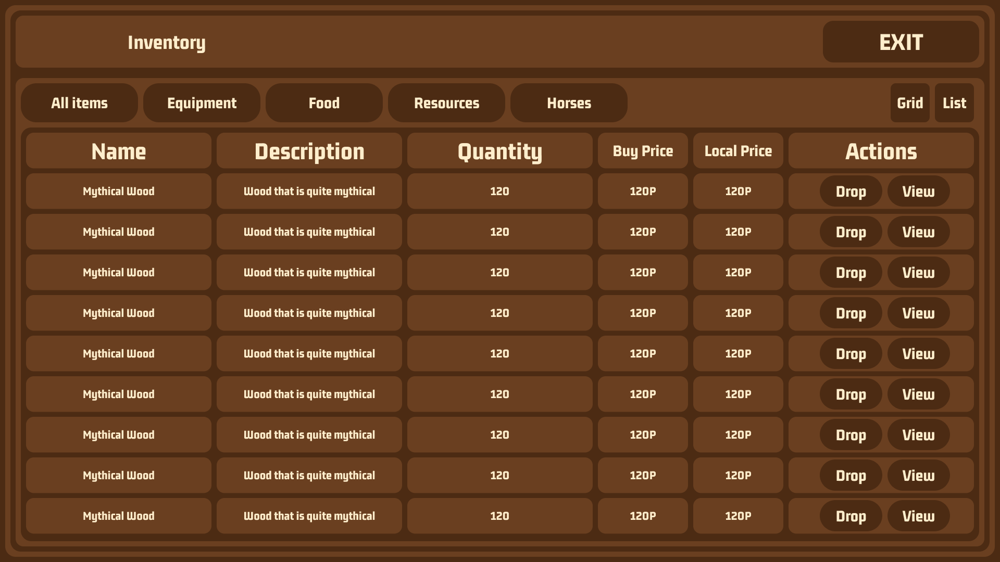 Inventory
EXIT
All items Equipment Food Resources Horses Grid List
Name Description Quantity Buy Price Local Price Actions
Mythical Wood Wood that is quite mythical 120 120P 120P Drop View
Mythical Wood Wood that is quite mythical 120 120P 120P Drop View
Mythical Wood Wood that is quite mythical 120 120P 120P Drop View
Mythical Wood Wood that is quite mythical 120 120P 120P Drop View
Mythical Wood Wood that is quite mythical 120 120P 120P Drop View
Mythical Wood Wood that is quite mythical 120 120P 120P Drop View
Mythical Wood Wood that is quite mythical 120 120P 120P Drop View
Mythical Wood Wood that is quite mythical 120 120P 120P Drop View
Mythical Wood Wood that is quite mythical 120 120P 120P Drop View